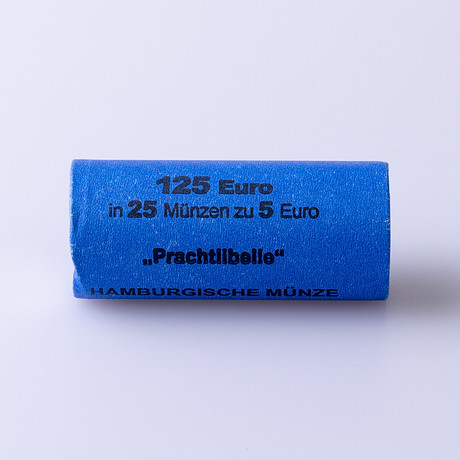 125 Euro
in 25 Münzen zu 5 Euro
„Prachtlibelle“
HAMBURGISCHE MÜNZE